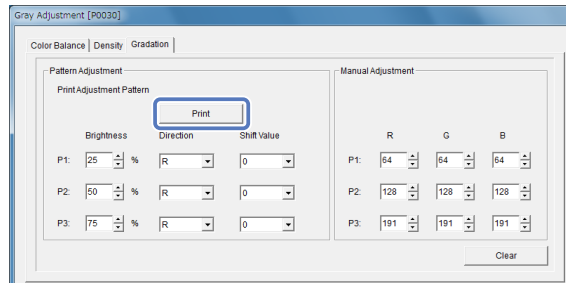 Gray Adjustment [P0030]
Color Balance Density Gradation
Pattern Adjustment
Print Adjustment Pattern
Print
Brightness Direction Shift Value
P1: 25 % R 0
P2: 50 % R 0
P3: 75 % R 0
Manual Adjustment
R G B
P1: 64 64 64
P2: 128 128 128
P3: 191 191 191
Clear